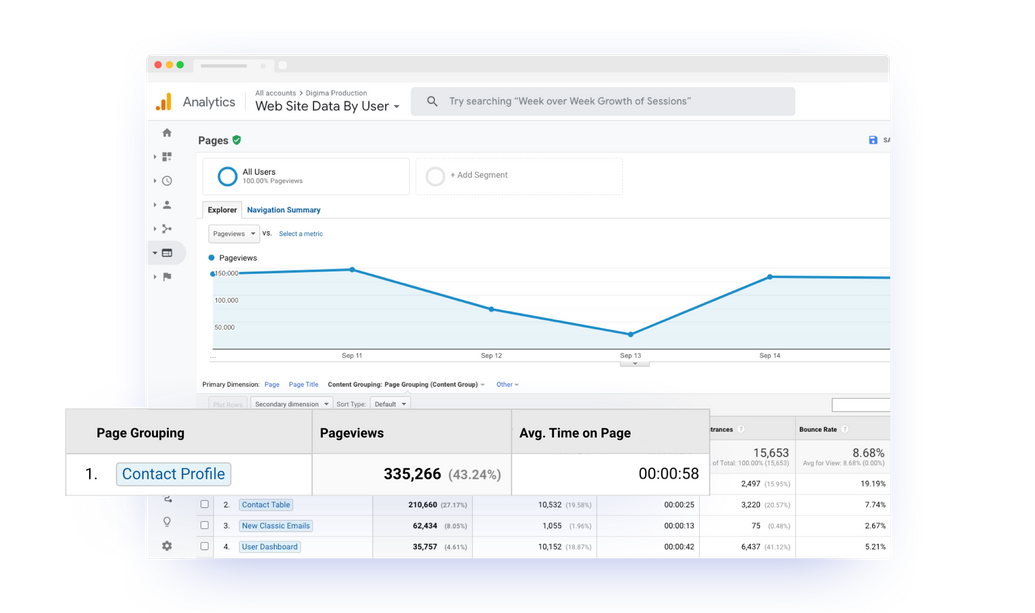 All accounts > Digima Production
Analytics
Web Site Data By User
Try searching “Week over Week Growth of Sessions”
Pages
All Users
100.00% Pageviews
+ Add Segment
Explorer
Navigation Summary
Pageviews
VS.
Select a metric
Pageviews
150,000
100,000
50,000
...
Sep 11
Sep 12
Sep 13
Sep 14
Primary Dimension: Page Page Title Content Grouping: Page Grouping (Content Group) Other
Plot Rows Secondary dimension Sort Type: Default
Page Grouping Pageviews Avg. Time on Page Bounce Rate
15,653 8.68%
of Total: 100.00% (15,653) Avg for View: 8.68% (0.00%)
1. Contact Profile 335,266 (43.24%) 00:00:58 2,497 (15.95%) 19.19%
2. Contact Table 210,660 (27.17%) 10,532 (19.58%) 00:00:25 3,220 (20.57%) 7.74%
3. New Classic Emails 62,434 (8.05%) 1,055 (1.96%) 00:00:13 75 (0.48%) 2.67%
4. User Dashboard 35,757 (4.61%) 10,152 (18.87%) 00:00:42 6,437 (41.12%) 5.21%